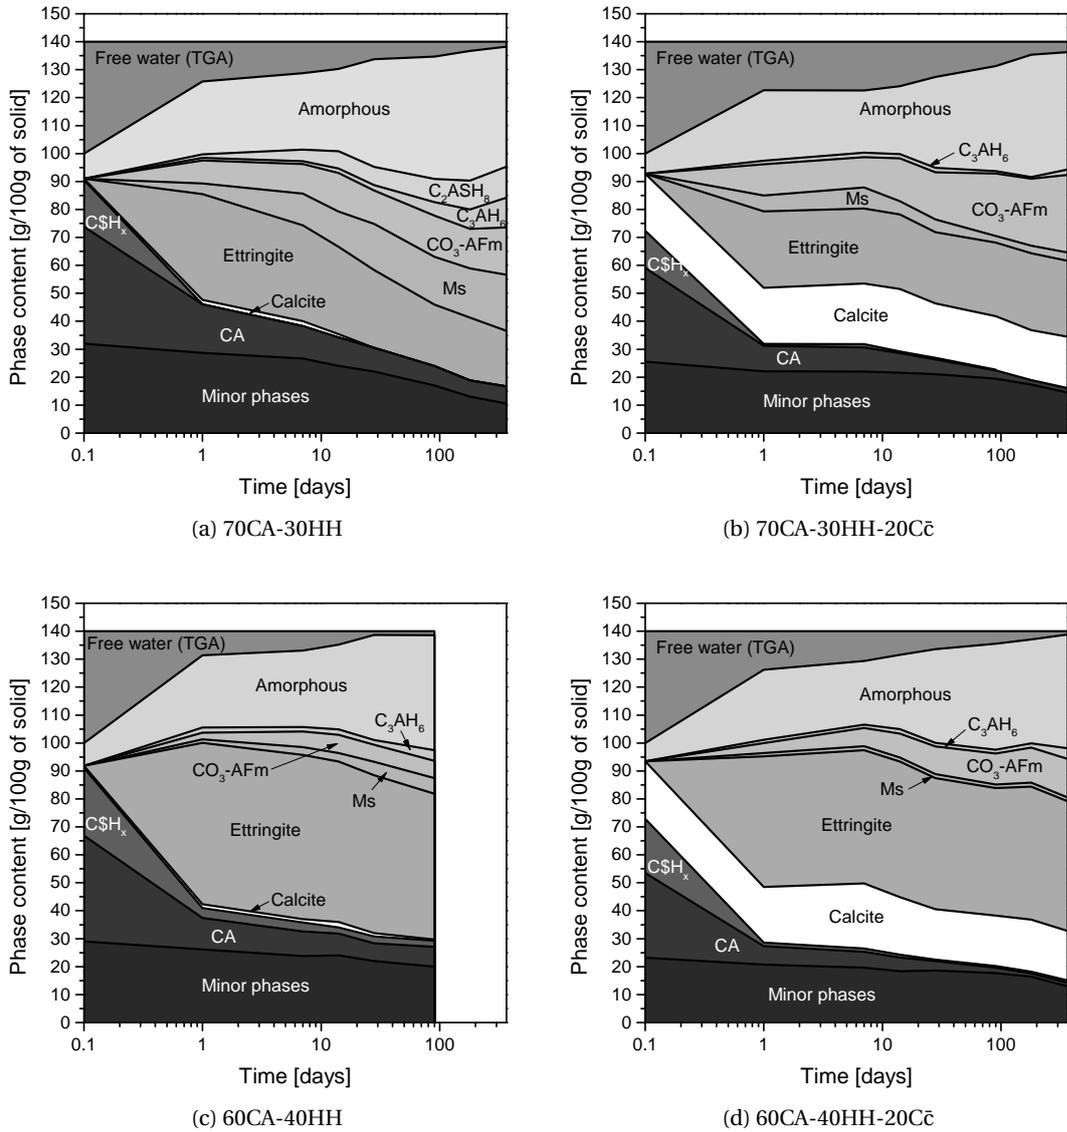 150
140
130
120
110
100
90
80
70
60
50
40
30
20
10
0
Phase content [g/100g of solid]
Free water (TGA)
Amorphous
C₂ASH₈
C₃AH₆
CO₃-AFm
Ms
C$Hₓ
Ettringite
Calcite
CA
Minor phases
0.1 1 10 100
Time [days]
(a) 70CA-30HH
150
140
130
120
110
100
90
80
70
60
50
40
30
20
10
0
Phase content [g/100g of solid]
Free water (TGA)
Amorphous
C₃AH₆
Ms
CO₃-AFm
Ettringite
C$Hₓ
Calcite
CA
Minor phases
0.1 1 10 100
Time [days]
(b) 70CA-30HH-20Cc̄
150
140
130
120
110
100
90
80
70
60
50
40
30
20
10
0
Phase content [g/100g of solid]
Free water (TGA)
Amorphous
C₃AH₆
CO₃-AFm
Ms
C$Hₓ
Ettringite
Calcite
CA
Minor phases
0.1 1 10 100
Time [days]
(c) 60CA-40HH
150
140
130
120
110
100
90
80
70
60
50
40
30
20
10
0
Phase content [g/100g of solid]
Free water (TGA)
Amorphous
C₃AH₆
CO₃-AFm
Ms
Ettringite
C$Hₓ
Calcite
CA
Minor phases
0.1 1 10 100
Time [days]
(d) 60CA-40HH-20Cc̄